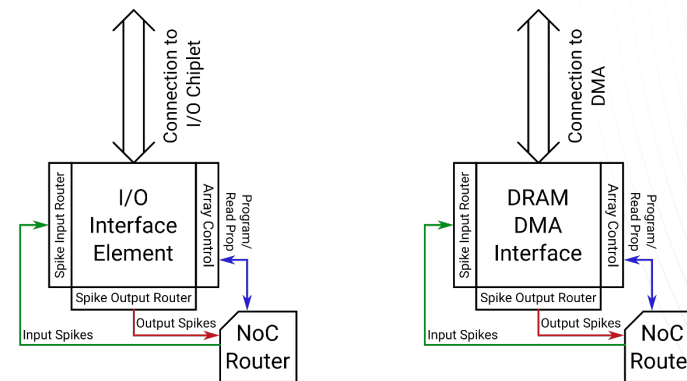 Connection to
I/O Chiplet
Spike Input Router
I/O
Interface
Element
Array Control
Program/
Read Prop
Spike Output Router
Output Spikes
Input Spikes
NoC
Router
Connection to
DMA
Spike Input Router
DRAM
DMA
Interface
Array Control
Program/
Read Prop
Spike Output Router
Output Spikes
Input Spikes
NoC
Route